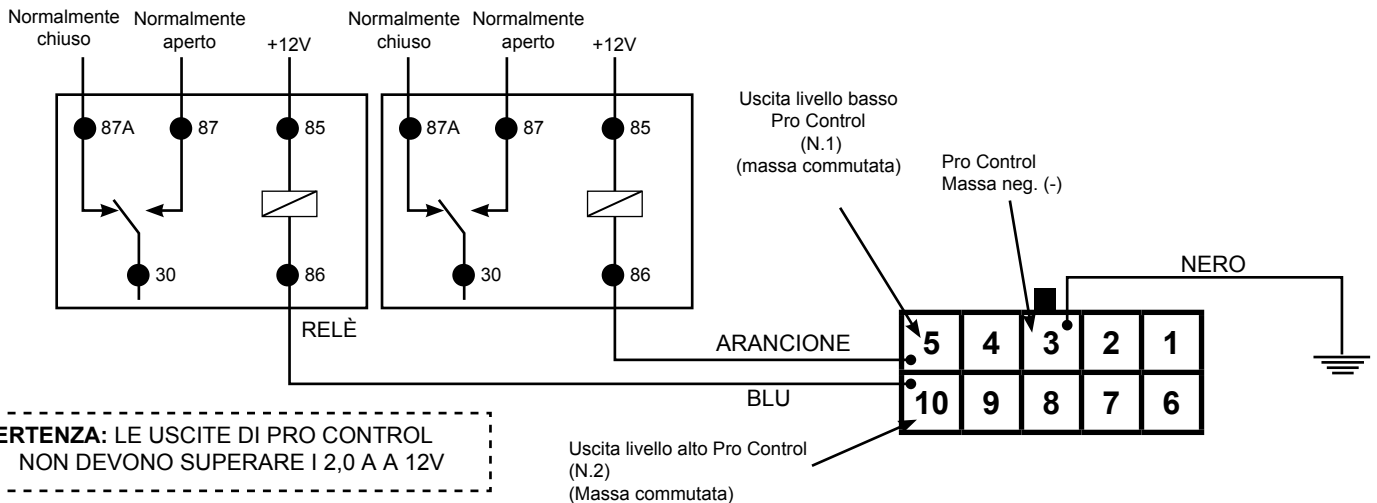 Normalmente
chiuso
Normalmente
aperto
+12V
Normalmente
chiuso
Normalmente
aperto
+12V
87A
87
85
30
86
87A
87
85
30
86
RELÈ
Uscita livello basso
Pro Control
(N.1)
(massa commutata)
Pro Control
Massa neg. (-)
NERO
ARANCIONE
BLU
5 4 3 2 1
10 9 8 7 6
ERTENZA: LE USCITE DI PRO CONTROL
NON DEVONO SUPERARE I 2,0 A A 12V
Uscita livello alto Pro Control
(N.2)
(Massa commutata)